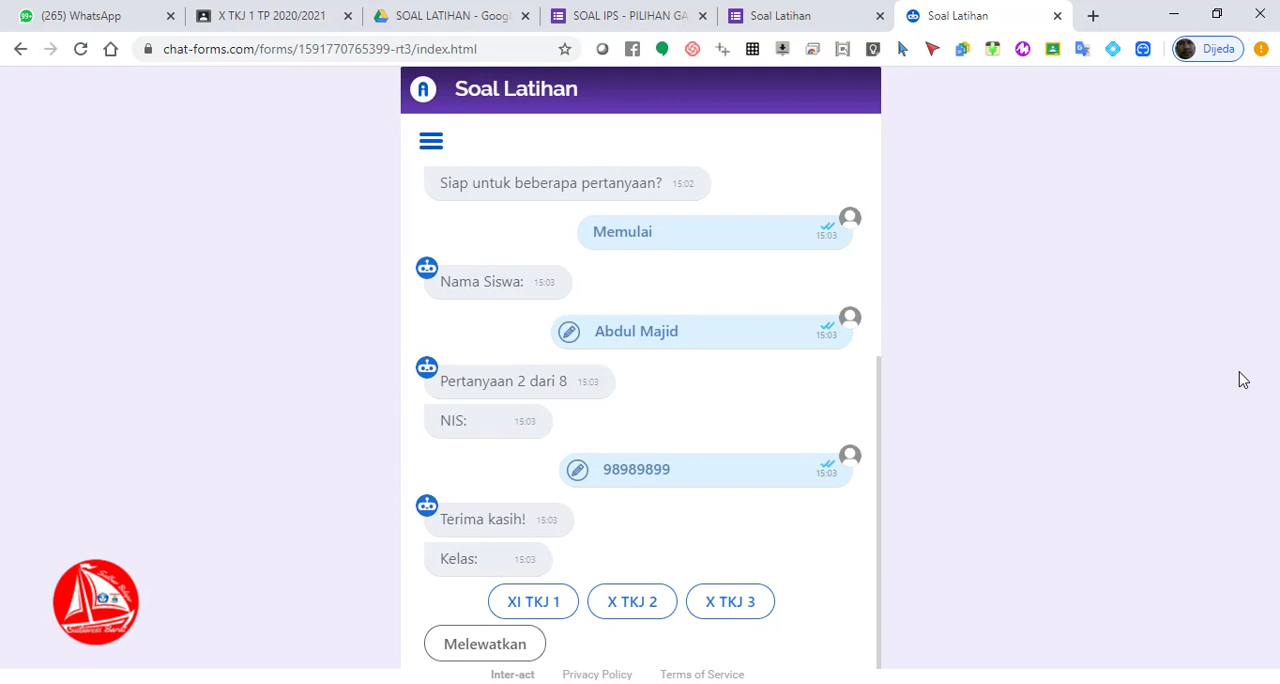 99+
(265) WhatsApp
X TKJ 1 TP 2020/2021
SOAL LATIHAN - Googl
SOAL IPS - PILIHAN GA
Soal Latihan
Soal Latihan
chat-forms.com/forms/1591770765399-rt3/index.html
Dijeda
Soal Latihan
Siap untuk beberapa pertanyaan? 15:02
Memulai 15:03
Nama Siswa: 15:03
Abdul Majid 15:03
Pertanyaan 2 dari 8 15:03
NIS: 15:03
98989899 15:03
Terima kasih! 15:03
Kelas: 15:03
XI TKJ 1 X TKJ 2 X TKJ 3
Melewatkan
Inter-act Privacy Policy Terms of Service
Sulawesi Barat